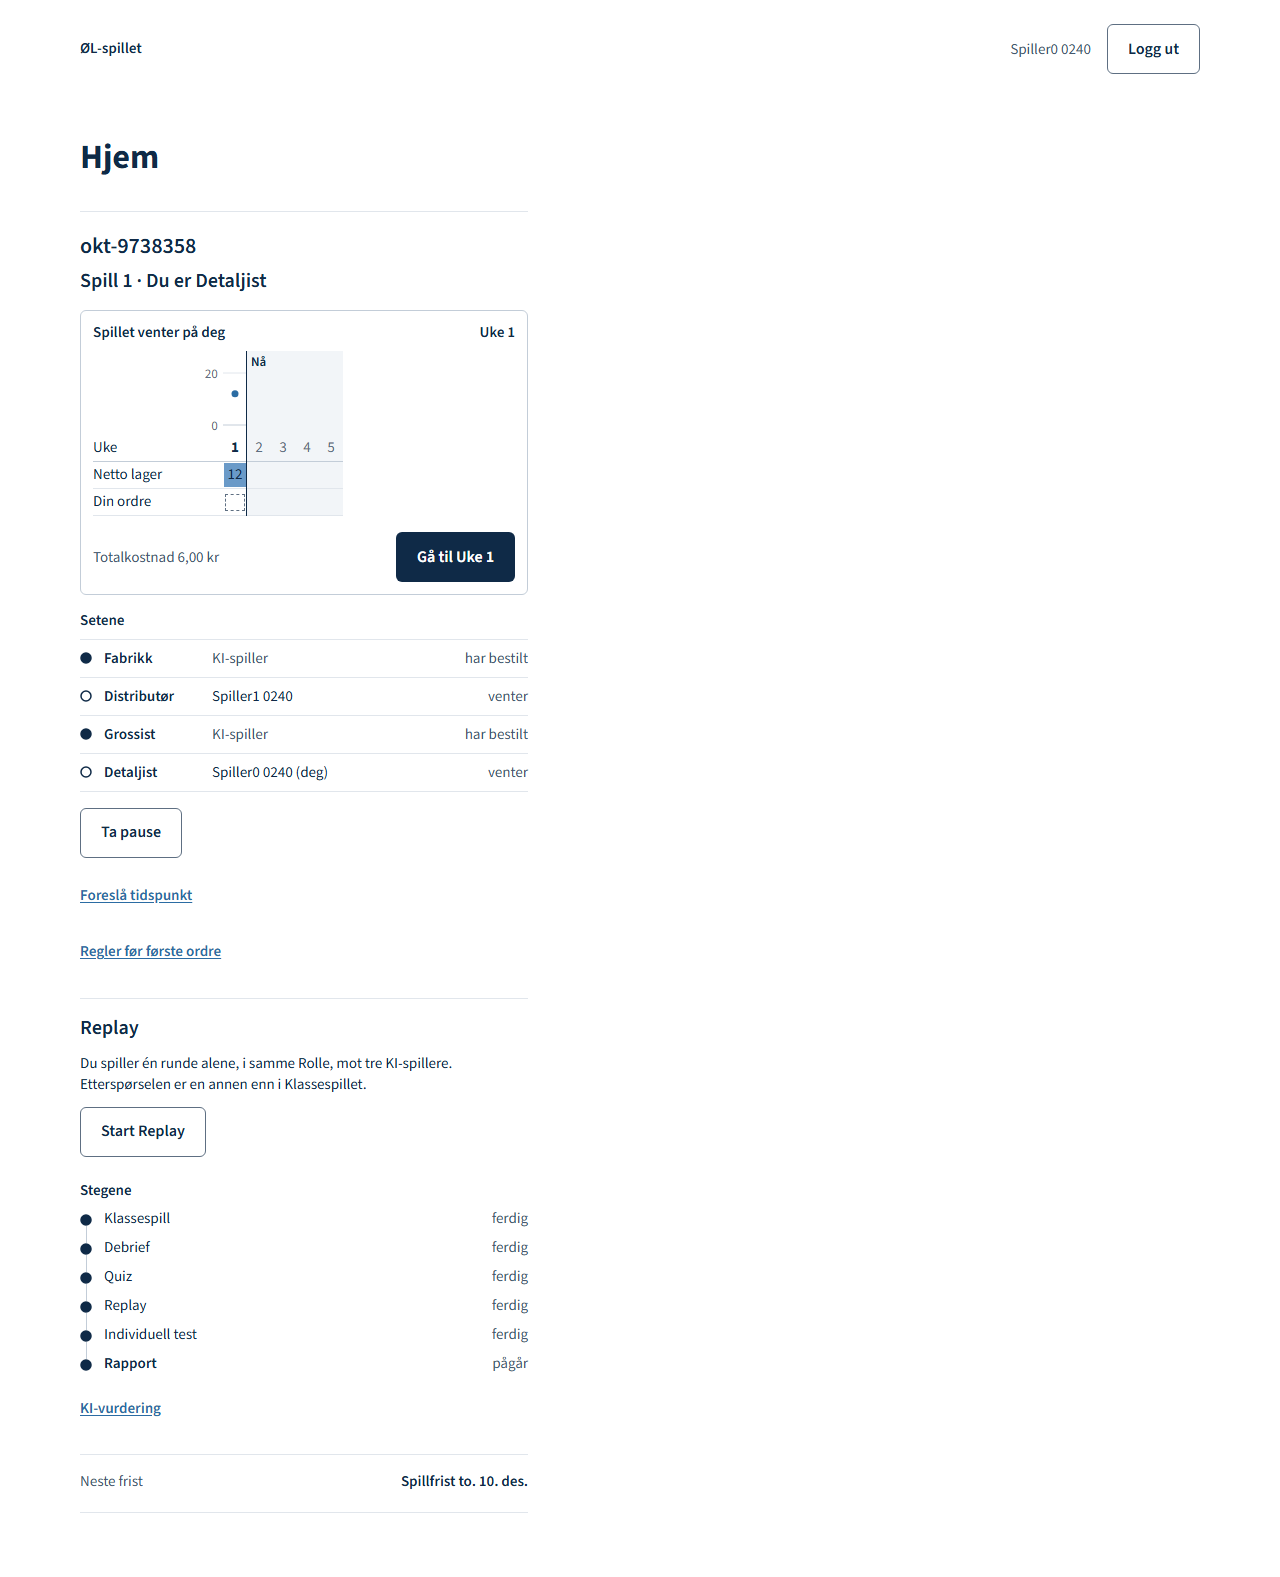 ØL-spillet
Spiller0 0240
Logg ut
Hjem
okt-9738358
Spill 1 · Du er Detaljist
Spillet venter på deg
Uke 1
Nå
20
0
Uke 1 2 3 4 5
Netto lager 12
Din ordre
Totalkostnad 6,00 kr
Gå til Uke 1
Setene
Fabrikk KI-spiller har bestilt
Distributør Spiller1 0240 venter
Grossist KI-spiller har bestilt
Detaljist Spiller0 0240 (deg) venter
Ta pause
Foreslå tidspunkt
Regler før første ordre
Replay
Du spiller én runde alene, i samme Rolle, mot tre KI-spillere.
Etterspørselen er en annen enn i Klassespillet.
Start Replay
Stegene
Klassespill ferdig
Debrief ferdig
Quiz ferdig
Replay ferdig
Individuell test ferdig
Rapport pågår
KI-vurdering
Neste frist Spillfrist to. 10. des.